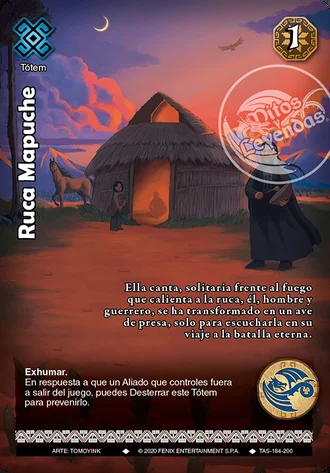 1
Tótem
Mitos
y
Leyendas
Ruca Mapuche
Ella canta, solitaria frente al fuego
que calienta a la ruca, él, hombre y
guerrero, se ha transformado en un ave
de presa, solo para escucharla en su
viaje a la batalla eterna.
Exhumar.
En respuesta a que un Aliado que controles fuera
a salir del juego, puedes Desterrar este Tótem
para prevenirlo.
ARTE: TOMOYINK
© 2020 FENIX ENTERTAINMENT S.P.A.
TAS-184-200